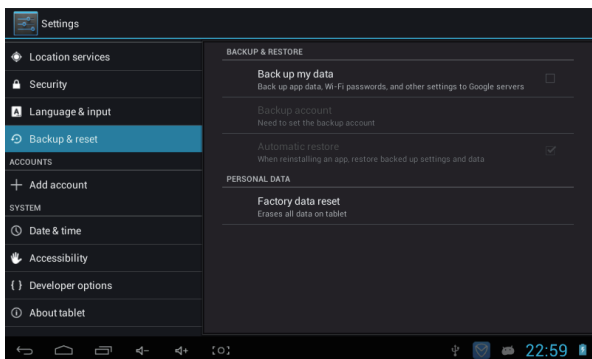 Settings
Location services
Security
A Language & input
Backup & reset
ACCOUNTS
Add account
SYSTEM
Date & time
Accessibility
{ } Developer options
About tablet
BACKUP & RESTORE
Back up my data
Back up app data, Wi-Fi passwords, and other settings to Google servers
Backup account
Need to set the backup account
Automatic restore
When reinstalling an app, restore backed up settings and data
PERSONAL DATA
Factory data reset
Erases all data on tablet
22:59